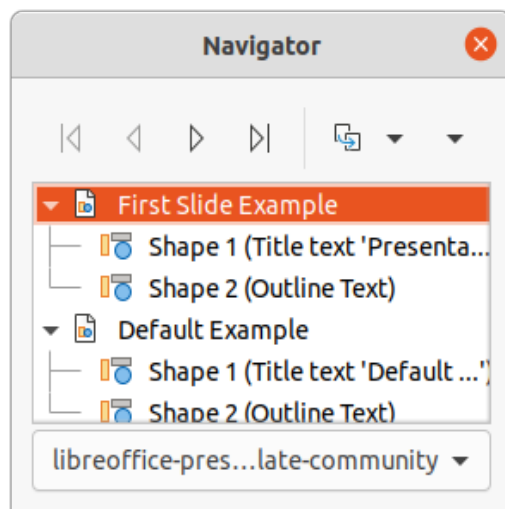 Navigator
First Slide Example
Shape 1 (Title text 'Presenta...
Shape 2 (Outline Text)
Default Example
Shape 1 (Title text 'Default ...')
Shape 2 (Outline Text)
libreoffice-pres...late-community